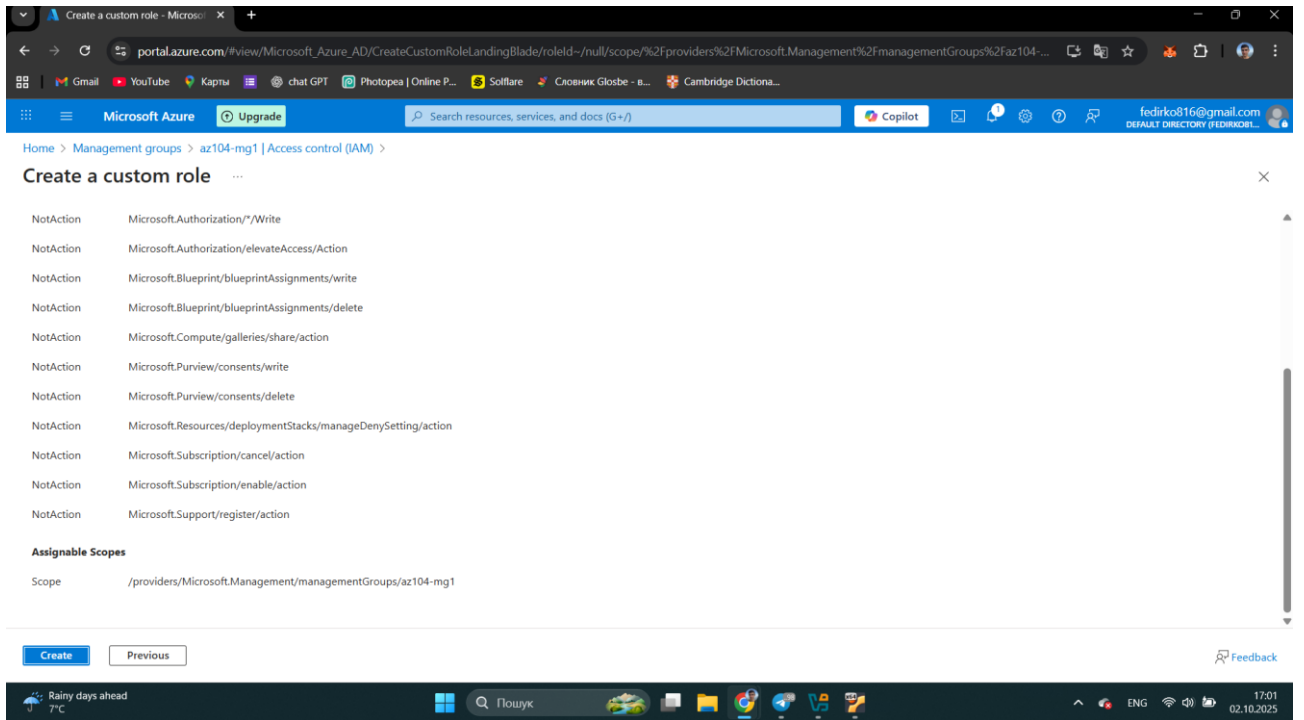 Create a custom role - Microsof
portal.azure.com/#view/Microsoft_Azure_AD/CreateCustomRoleLandingBlade/roleId~/null/scope/%2Fproviders%2FMicrosoft.Management%2FmanagementGroups%2Faz104-...
Gmail YouTube Карты chat GPT Photopea | Online P... Solflare Словник Glosbe - в... Cambridge Dictiona...
Microsoft Azure Upgrade Search resources, services, and docs (G+/) Copilot 1 fedirko816@gmail.com
DEFAULT DIRECTORY (FEDIRKO81...
Home > Management groups > az104-mg1 | Access control (IAM) >
Create a custom role ...
NotAction Microsoft.Authorization/*/Write
NotAction Microsoft.Authorization/elevateAccess/Action
NotAction Microsoft.Blueprint/blueprintAssignments/write
NotAction Microsoft.Blueprint/blueprintAssignments/delete
NotAction Microsoft.Compute/galleries/share/action
NotAction Microsoft.Purview/consents/write
NotAction Microsoft.Purview/consents/delete
NotAction Microsoft.Resources/deploymentStacks/manageDenySetting/action
NotAction Microsoft.Subscription/cancel/action
NotAction Microsoft.Subscription/enable/action
NotAction Microsoft.Support/register/action
Assignable Scopes
Scope /providers/Microsoft.Management/managementGroups/az104-mg1
Create Previous Feedback
Rainy days ahead
7°C
Пошук
ENG
17:01
02.10.2025